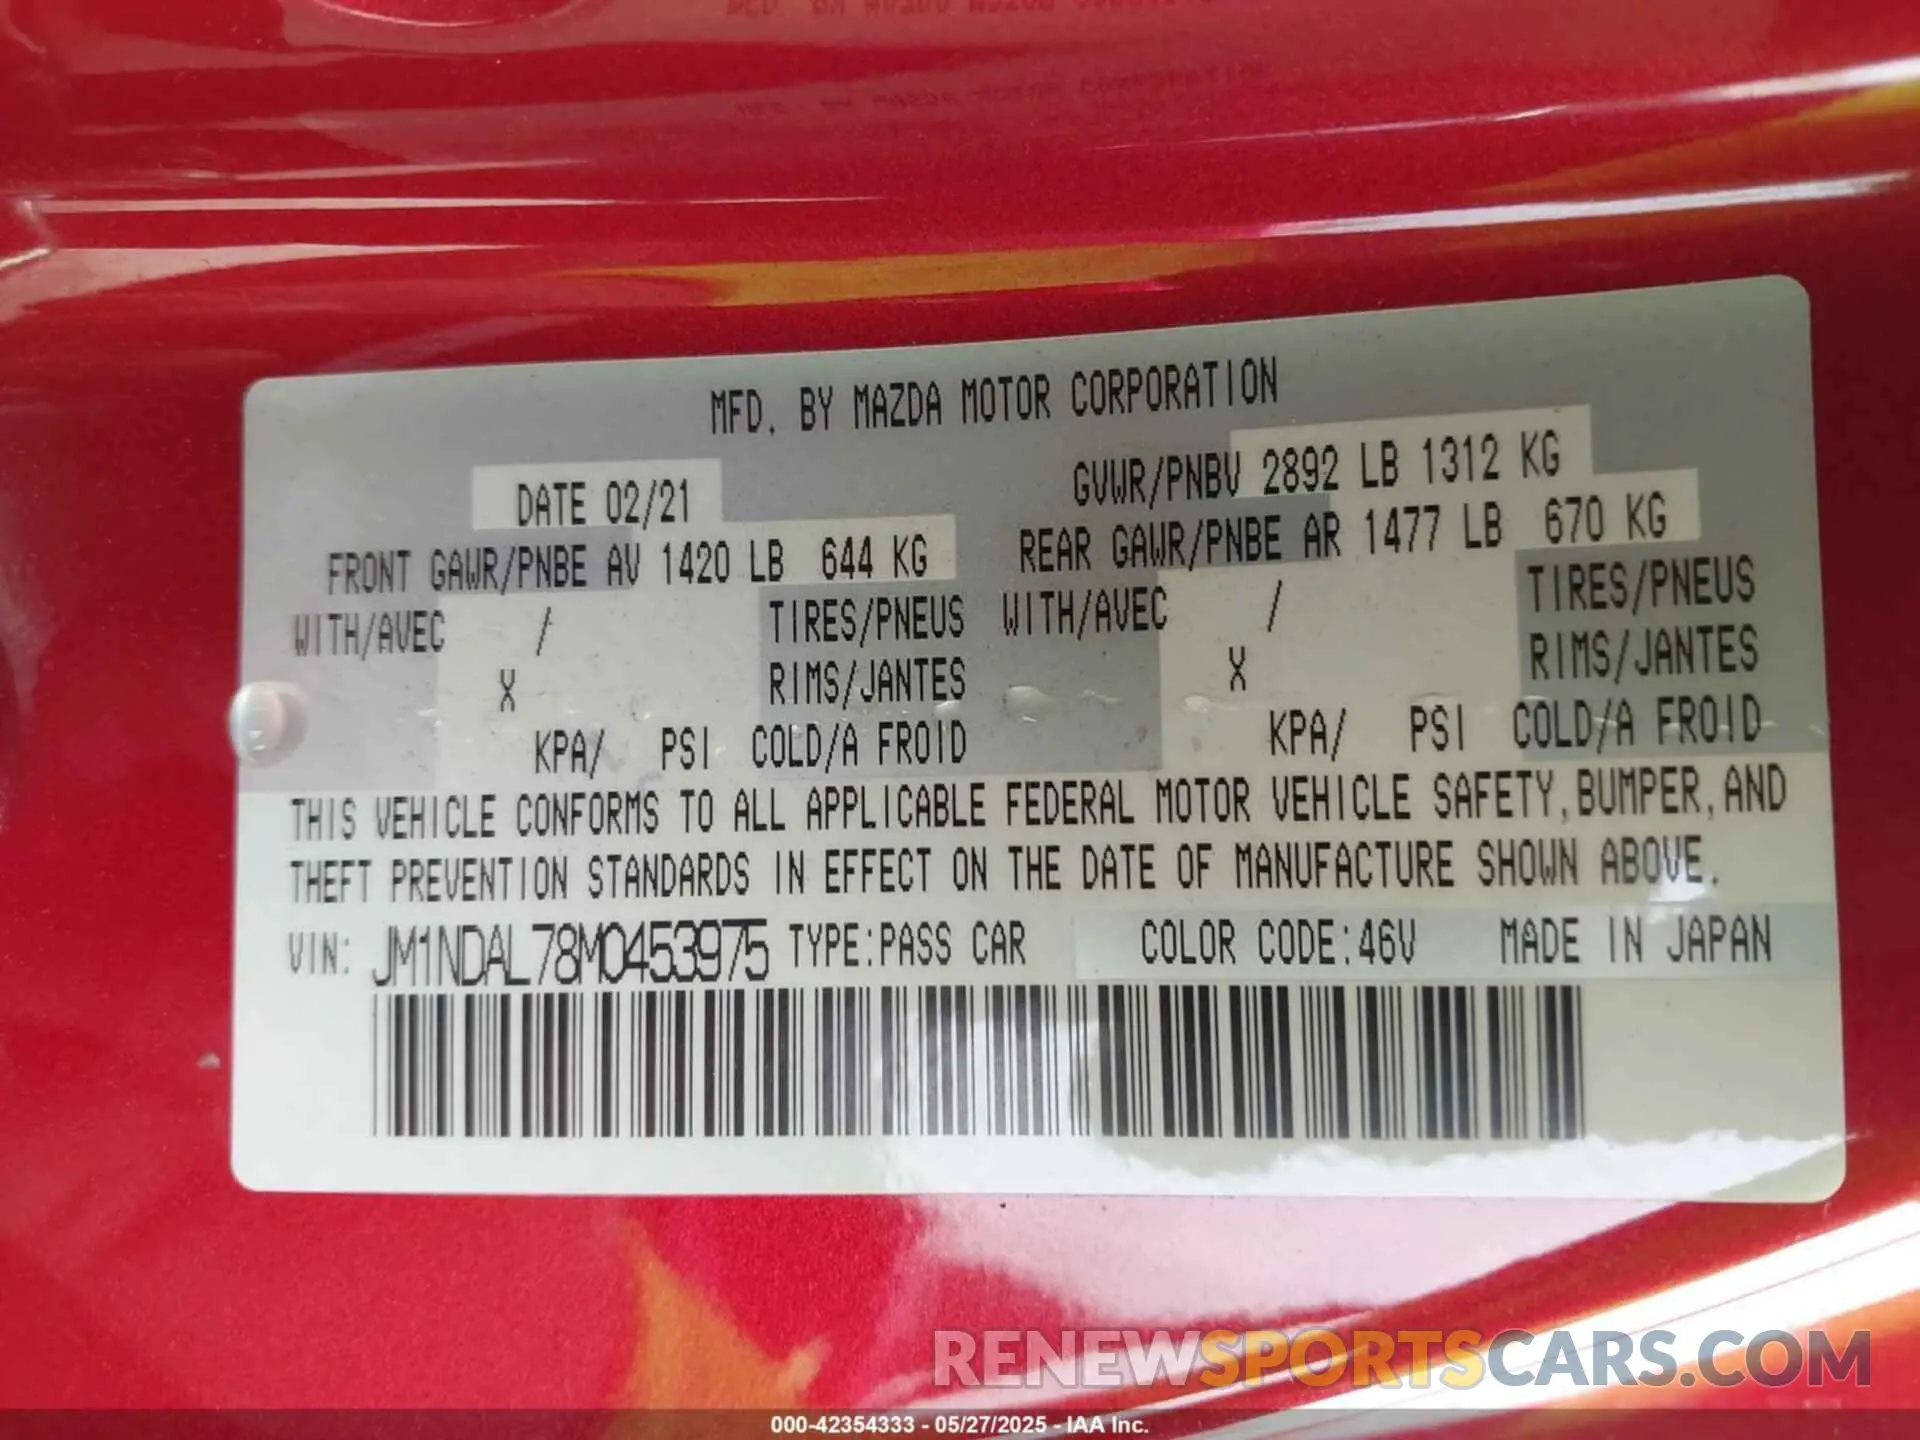 MFD. BY MAZDA MOTOR CORPORATION
DATE 02/21 GVWR/PNBV 2892 LB 1312 KG
FRONT GAWR/PNBE AV 1420 LB 644 KG REAR GAWR/PNBE AR 1477 LB 670 KG
WITH/AVEC / TIRES/PNEUS WITH/AVEC / TIRES/PNEUS
X RIMS/JANTES X RIMS/JANTES
KPA/ PSI COLD/A FROID KPA/ PSI COLD/A FROID
THIS VEHICLE CONFORMS TO ALL APPLICABLE FEDERAL MOTOR VEHICLE SAFETY, BUMPER, AND
THEFT PREVENTION STANDARDS IN EFFECT ON THE DATE OF MANUFACTURE SHOWN ABOVE.
VIN: JM1NDAL78M0453975 TYPE:PASS CAR COLOR CODE:46V MADE IN JAPAN
RENEWSPORTSCARS.COM
000-42354333 - 05/27/2025 - IAA Inc.